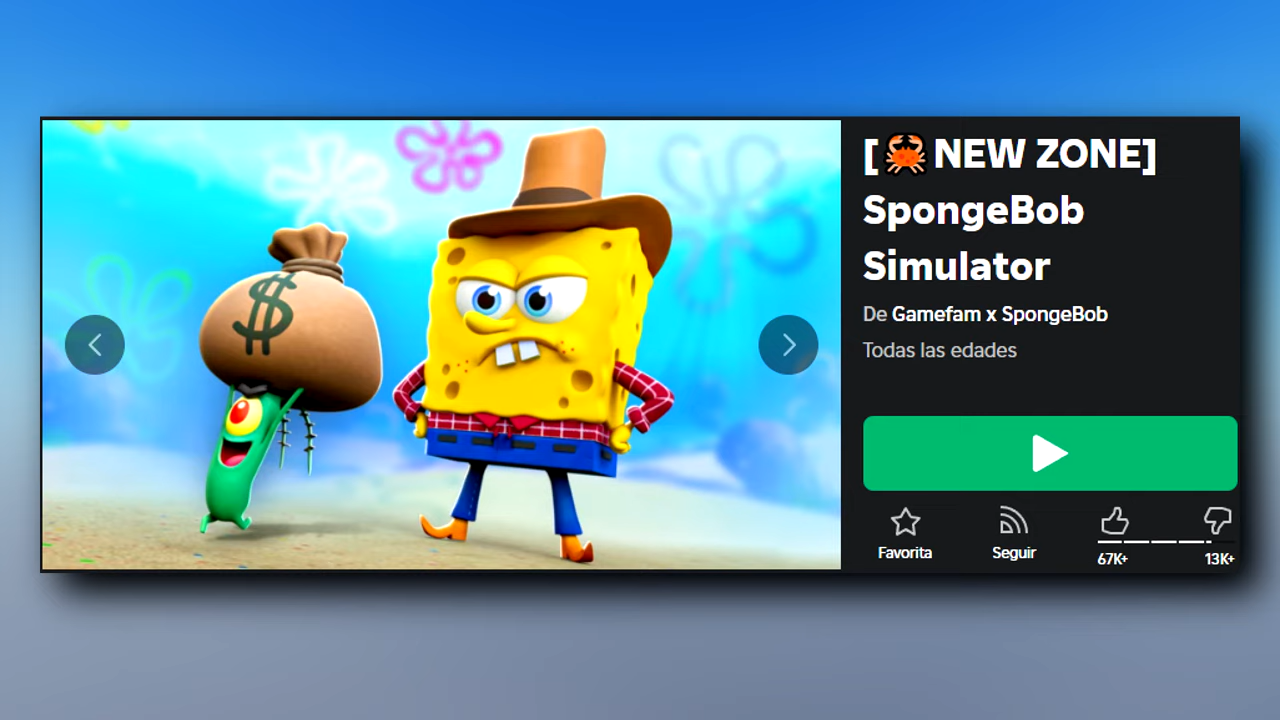 $
[🦀 NEW ZONE]
SpongeBob
Simulator
De Gamefam x SpongeBob
Todas las edades
Favorita Seguir
67K+ 13K+